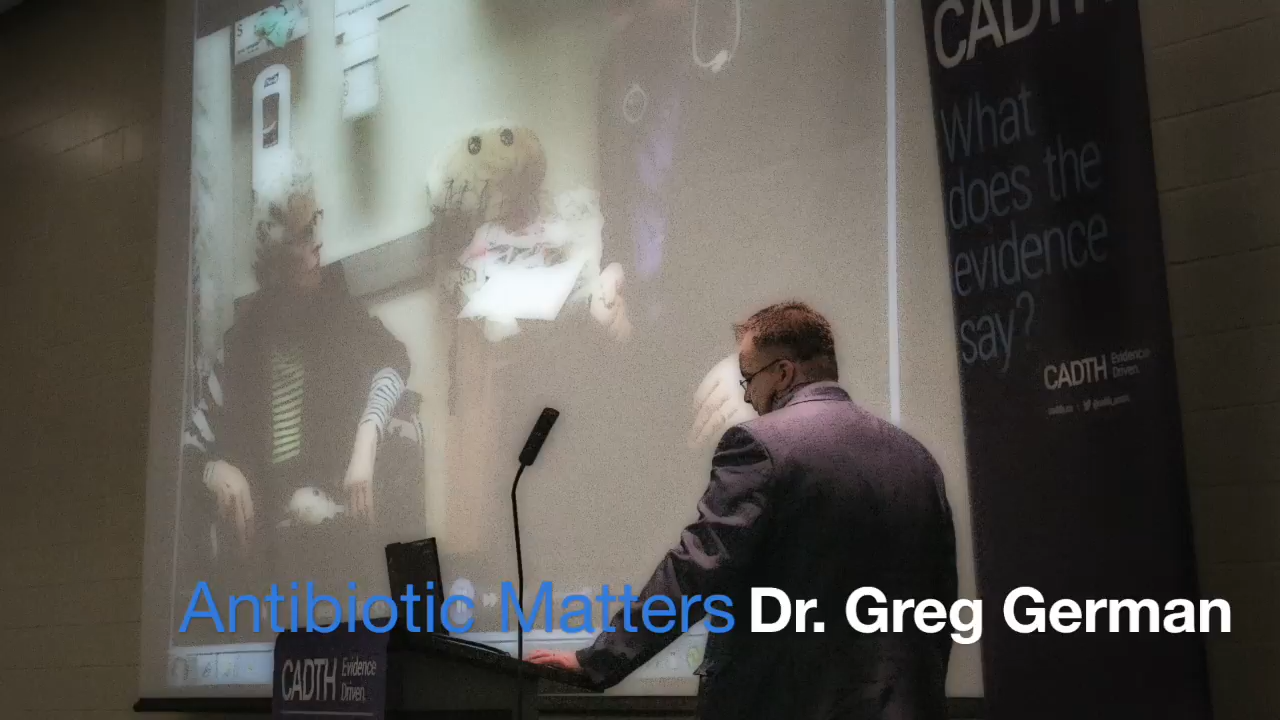 CADTH
What
does the
evidence
say?
CADTH Evidence
Driven.
Antibiotic Matters Dr. Greg German
CADTH Evidence
Driven.